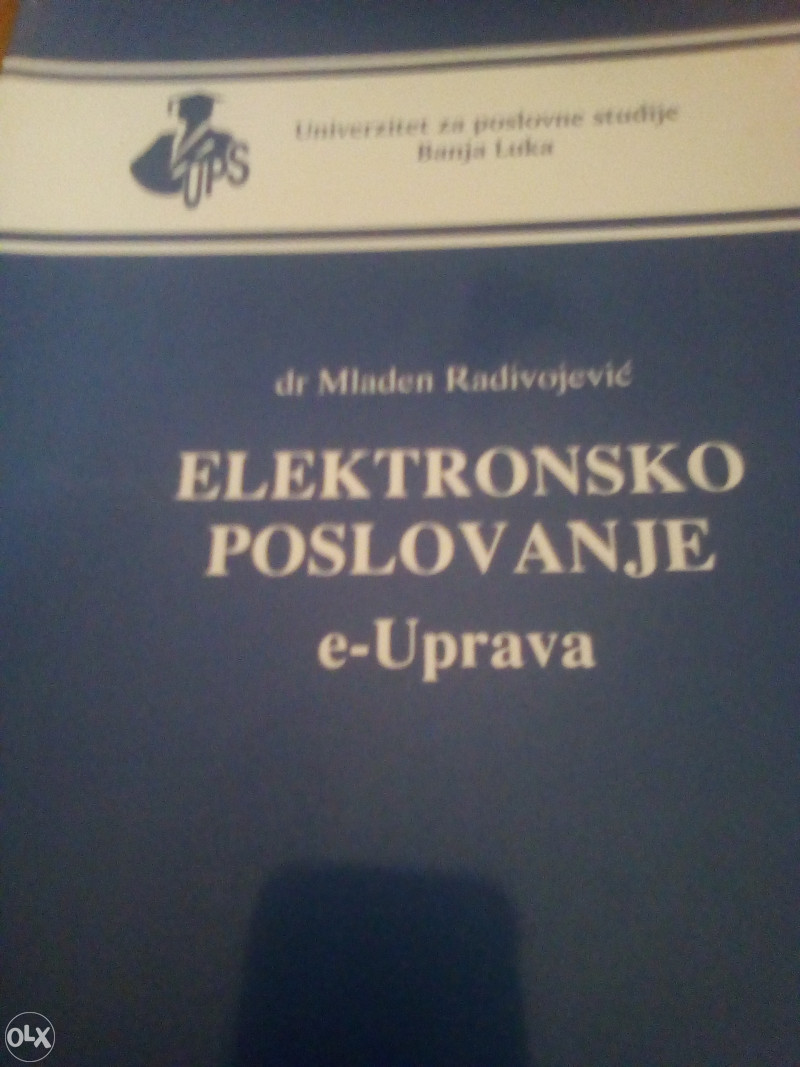 UPS
Univerzitet za poslovne studije
Banja Luka
dr Mladen Radivojević
ELEKTRONSKO
POSLOVANJE
e-Uprava
OLX